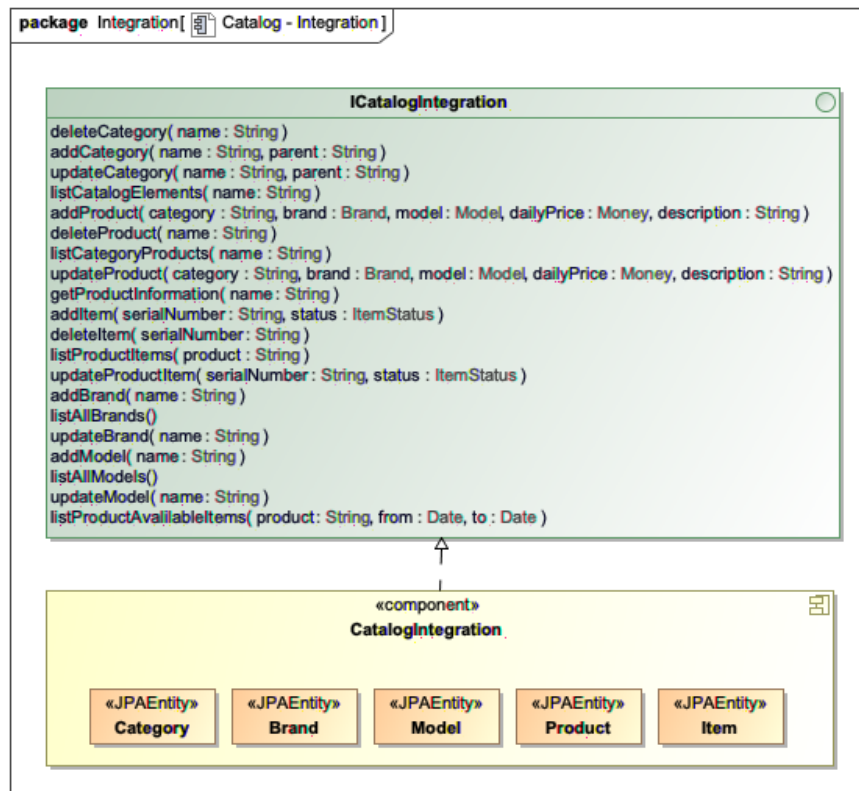 package Integration[ Catalog - Integration ]
ICatalogIntegration
deleteCategory( name : String )
addCategory( name : String, parent : String )
updateCategory( name : String, parent : String )
listCatalogElements( name: String )
addProduct( category : String, brand : Brand, model : Model, dailyPrice : Money, description : String )
deleteProduct( name : String )
listCategoryProducts( name : String )
updateProduct( category : String, brand : Brand, model : Model, dailyPrice : Money, description : String )
getProductInformation( name : String )
addItem( serialNumber : String, status : ItemStatus )
deleteItem( serialNumber : String )
listProductItems( product : String )
updateProductItem( serialNumber : String, status : ItemStatus )
addBrand( name : String )
listAllBrands()
updateBrand( name : String )
addModel( name : String )
listAllModels()
updateModel( name : String )
listProductAvalilableItems( product : String, from : Date, to : Date )
«component»
CatalogIntegration
«JPAEntity» «JPAEntity» «JPAEntity» «JPAEntity» «JPAEntity»
Category Brand Model Product Item